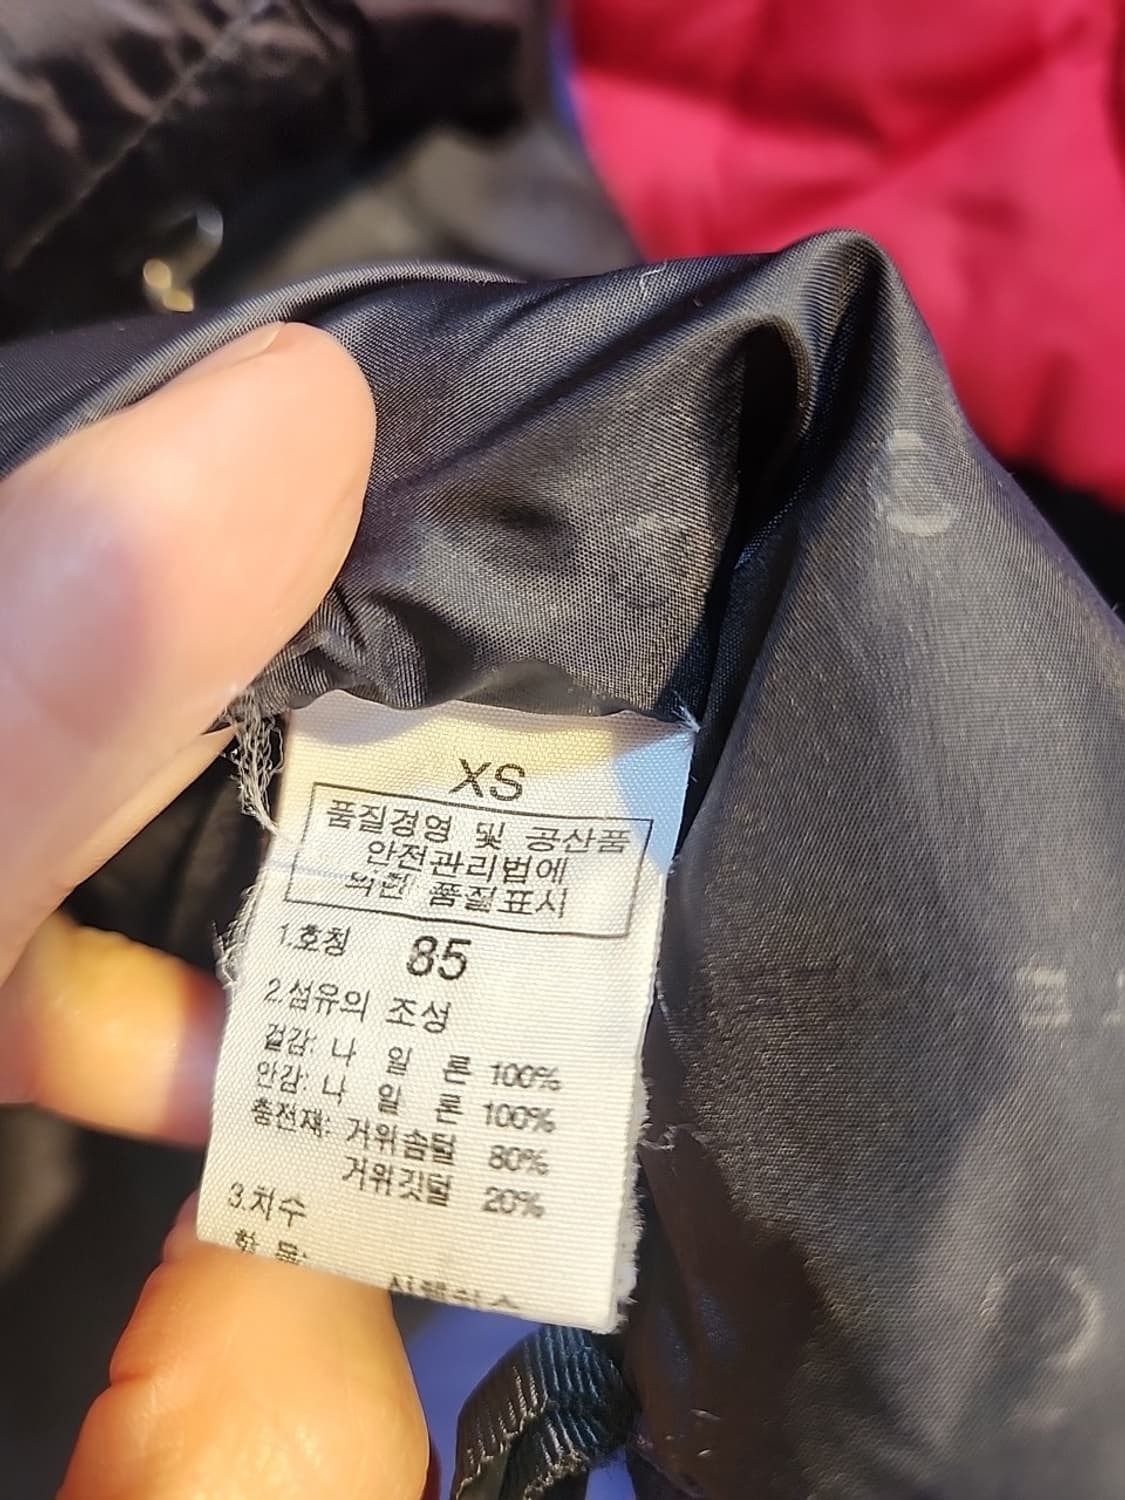 XS
품질경영 및 공산품
안전관리법에
의한 품질표시
1.호칭 85
2.섬유의 조성
겉감: 나 일 론 100%
안감: 나 일 론 100%
충전재: 거위솜털 80%
거위깃털 20%
3.치수
항 목: